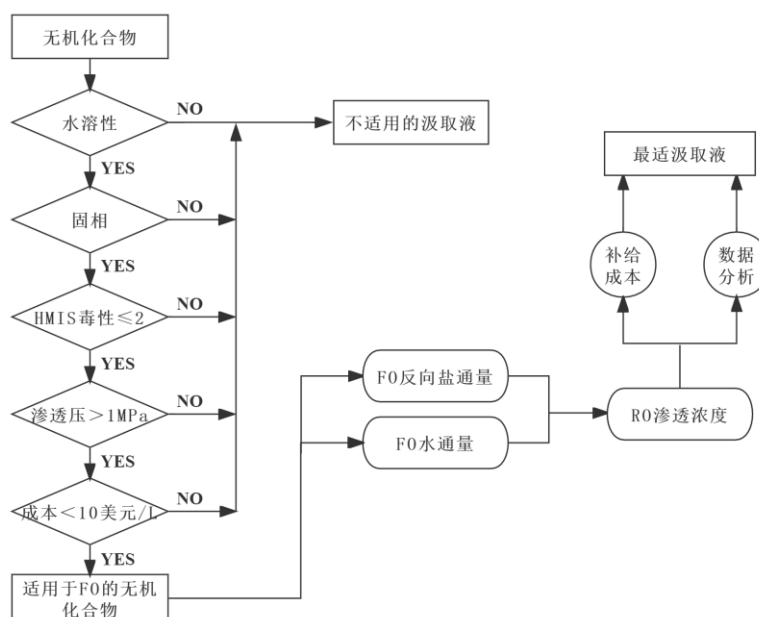 无机化合物
水溶性
NO
不适用的汲取液
YES
固相
NO
YES
HMIS毒性≤2
NO
YES
渗透压＞1MPa
NO
YES
成本＜10美元/L
NO
YES
适用于FO的无机
化合物
FO反向盐通量
FO水通量
RO渗透浓度
补给
成本
数据
分析
最适汲取液